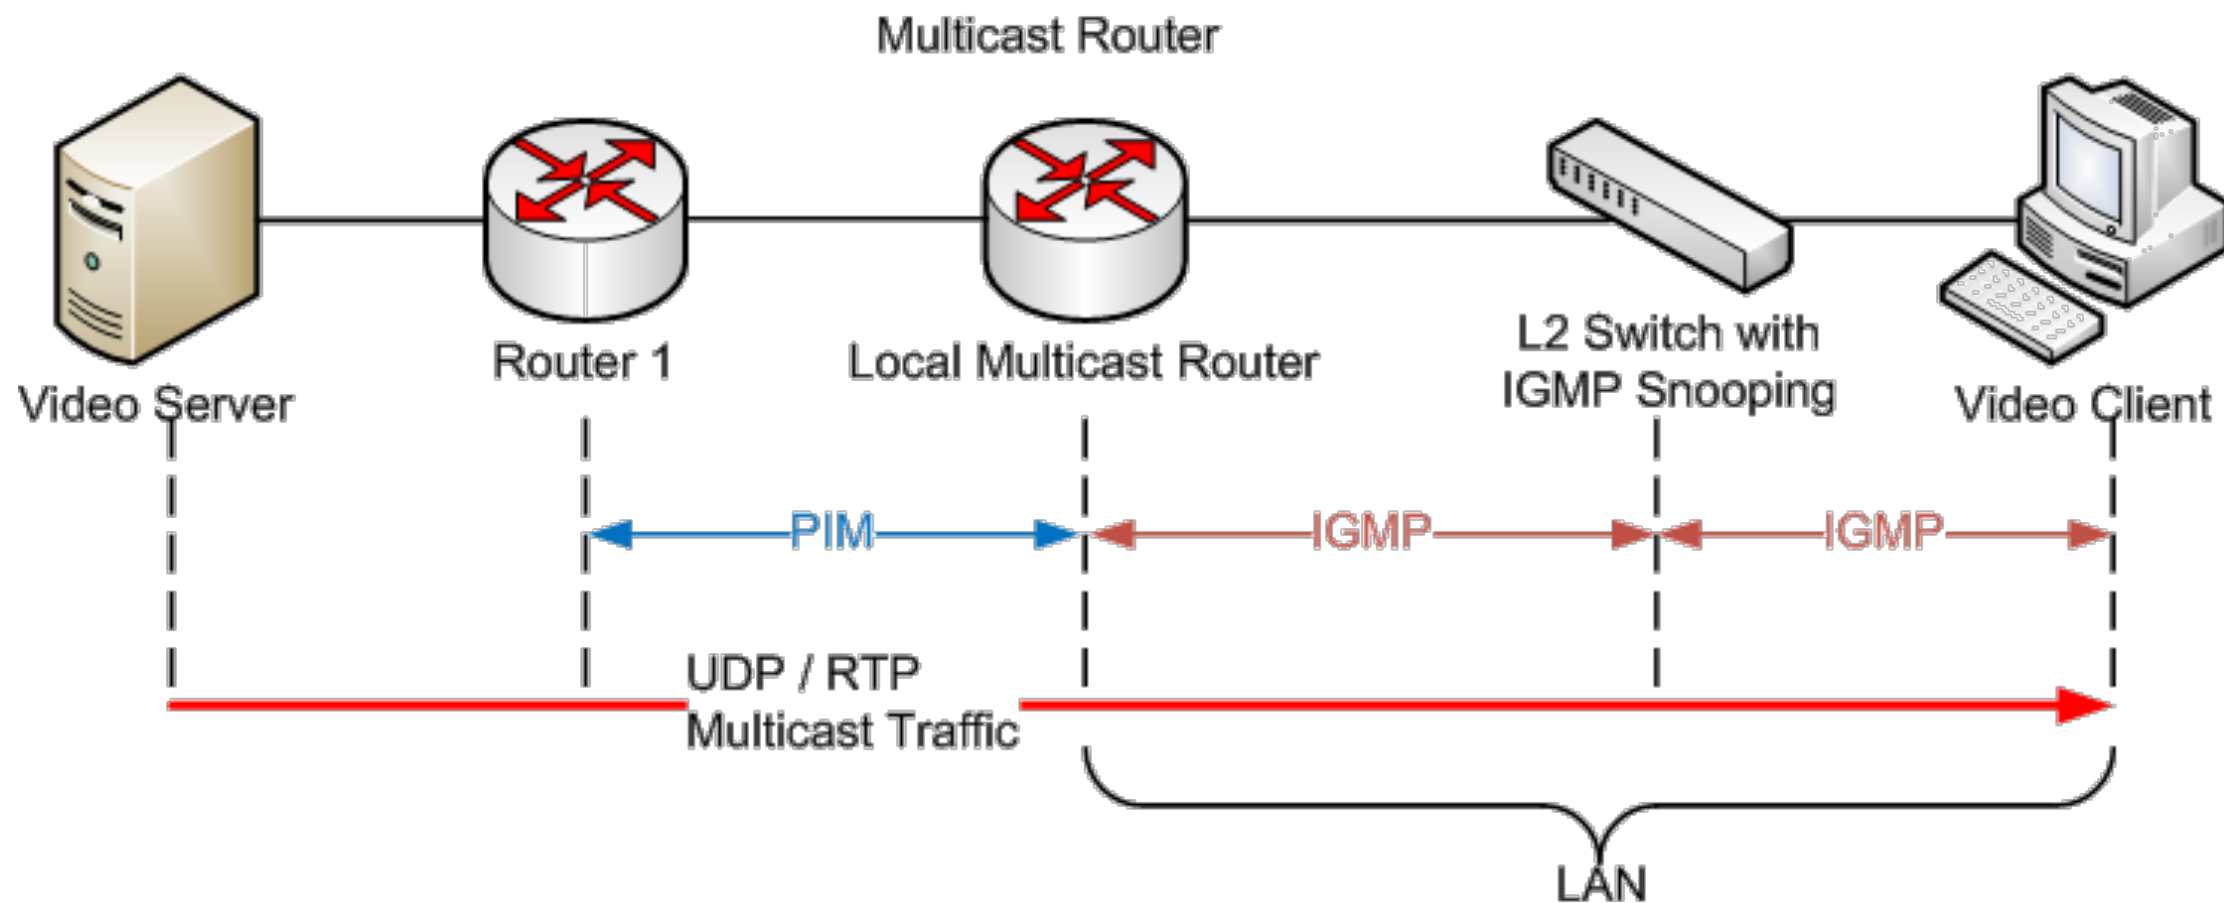 Multicast Router
Video Server
Router 1
Local Multicast Router
L2 Switch with
IGMP Snooping
Video Client
PIM
IGMP
IGMP
UDP / RTP
Multicast Traffic
LAN